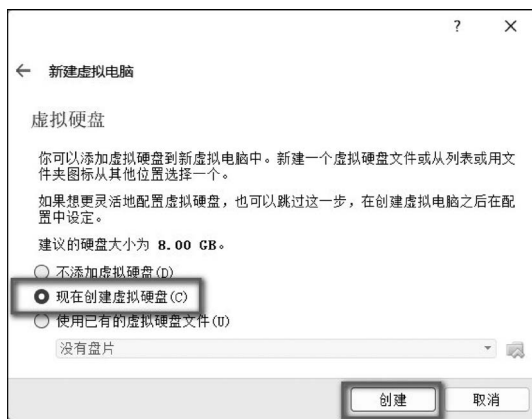 ?
新建虚拟电脑
虚拟硬盘
你可以添加虚拟硬盘到新虚拟电脑中。新建一个虚拟硬盘文件或从列表或用文
件夹图标从其他位置选择一个。
如果想更灵活地配置虚拟硬盘，也可以跳过这一步，在创建虚拟电脑之后在配
置中设定。
建议的硬盘大小为 8.00 GB。
不添加虚拟硬盘(D)
现在创建虚拟硬盘(C)
使用已有的虚拟硬盘文件(U)
没有盘片
创建 取消